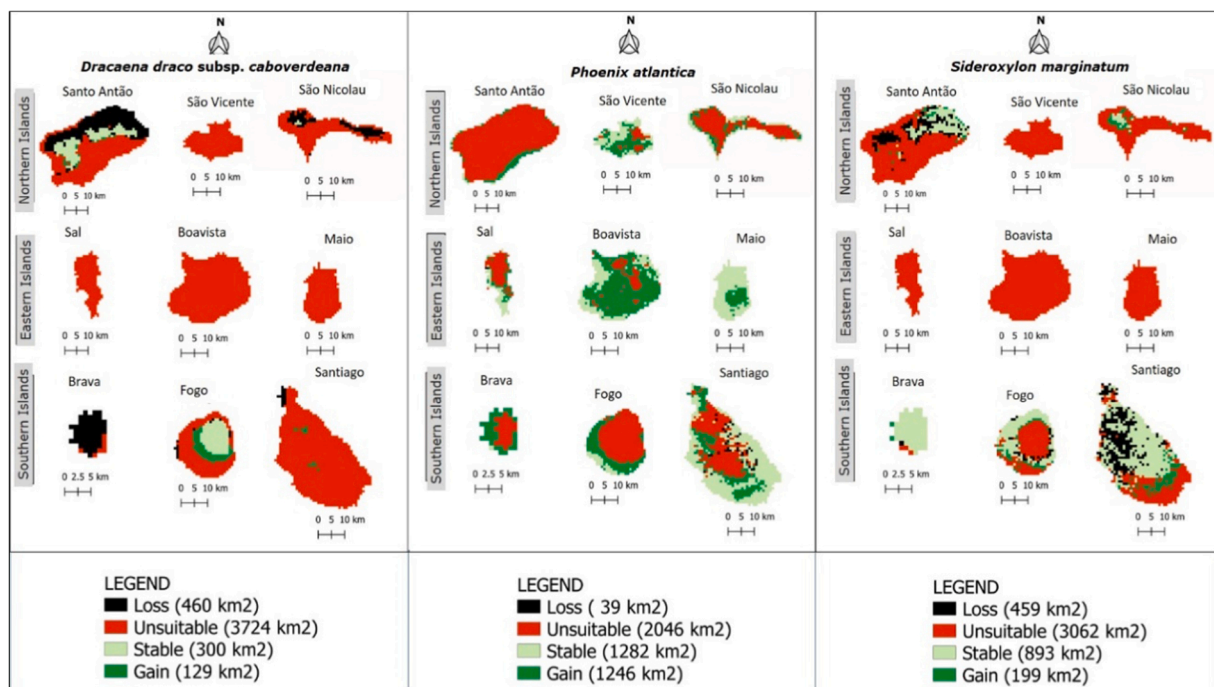 N
Dracaena draco subsp. caboverdeana
Northern Islands
Santo Antão
São Vicente
São Nicolau
0 5 10 km
0 5 10 km
0 5 10 km
Eastern Islands
Sal
Boavista
Maio
0 5 10 km
0 5 10 km
0 5 10 km
Southern Islands
Brava
Fogo
Santiago
0 2.5 5 km
0 5 10 km
0 5 10 km
LEGEND
Loss (460 km2)
Unsuitable (3724 km2)
Stable (300 km2)
Gain (129 km2)
N
Phoenix atlantica
Northern Islands
Santo Antão
São Vicente
São Nicolau
0 5 10 km
0 5 10 km
0 5 10 km
Eastern Islands
Sal
Boavista
Maio
0 5 10 km
0 5 10 km
0 5 10 km
Southern Islands
Brava
Fogo
Santiago
0 2.5 5 km
0 5 10 km
0 5 10 km
LEGEND
Loss ( 39 km2)
Unsuitable (2046 km2)
Stable (1282 km2)
Gain (1246 km2)
N
Sideroxylon marginatum
Northern Islands
Santo Antão
São Vicente
São Nicolau
0 5 10 km
0 5 10 km
0 5 10 km
Eastern Islands
Sal
Boavista
Maio
0 5 10 km
0 5 10 km
0 5 10 km
Southern Islands
Brava
Fogo
Santiago
0 2.5 5 km
0 5 10 km
0 5 10 km
LEGEND
Loss (459 km2)
Unsuitable (3062 km2)
Stable (893 km2)
Gain (199 km2)